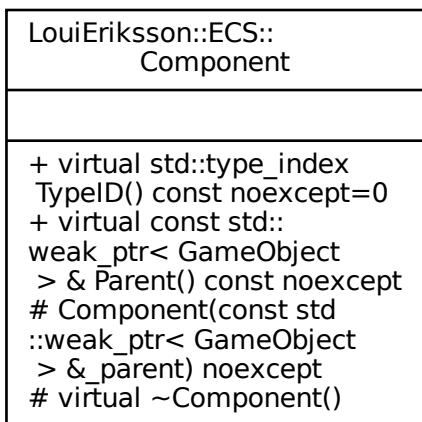 LouiEriksson::ECS::
Component
+ virtual std::type_index
TypeID() const noexcept=0
+ virtual const std::
weak_ptr< GameObject
> & Parent() const noexcept
# Component(const std
::weak_ptr< GameObject
> &_parent) noexcept
# virtual ~Component()